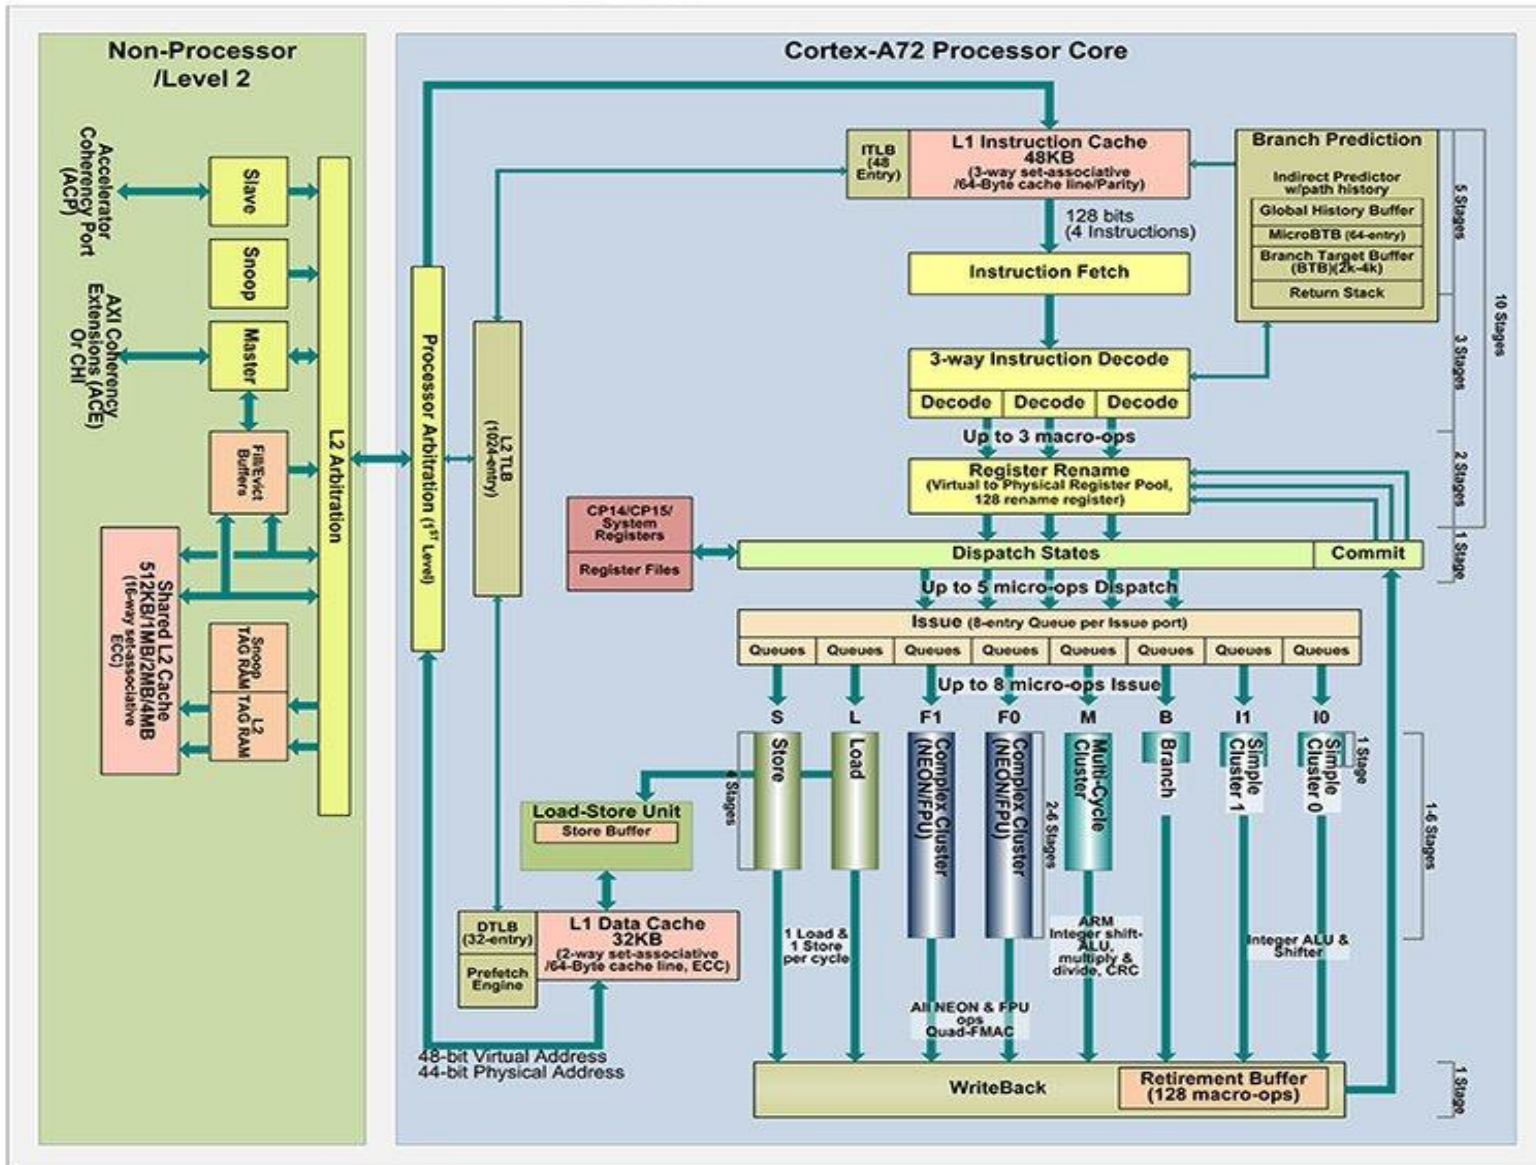 Non-Processor
/Level 2
Accelerator
Coherency Port
(ACP)
AXI Coherency
Extensions (ACE)
Or CHI
Slave
Snoop
Master
Fill/Evict
Buffers
Shared L2 Cache
512KB/1MB/2MB/4MB
(16-way set-associative
ECC)
Snoop
TAG RAM
L2
TAG RAM
L2 Arbitration
Cortex-A72 Processor Core
Processor Arbitration (1ST Level)
L2 TLB
(1024-entry)
ITLB
(48
Entry)
L1 Instruction Cache
48KB
(3-way set-associative
/64-Byte cache line/Parity)
128 bits
(4 Instructions)
Instruction Fetch
Branch Prediction
Indirect Predictor
w/path history
Global History Buffer
MicroBTB (64-entry)
Branch Target Buffer
(BTB)(2k-4k)
Return Stack
5 Stages
3 Stages
2 Stages
1 Stage
10 Stages
3-way Instruction Decode
Decode
Decode
Decode
Up to 3 macro-ops
Register Rename
(Virtual to Physical Register Pool,
128 rename register)
CP14/CP15/
System
Registers
Register Files
Dispatch States
Commit
Up to 5 micro-ops Dispatch
Issue (8-entry Queue per Issue port)
Queues
Queues
Queues
Queues
Queues
Queues
Queues
Queues
Up to 8 micro-ops Issue
S
L
F1
F0
M
B
I1
I0
Store
Load
Complex Cluster
(NEON/FPU)
Complex Cluster
(NEON/FPU)
Multi-Cycle
Cluster
Branch
Simple
Cluster 1
Simple
Cluster 0
4 Stages
2-6 Stages
1 Stage
1-6 Stages
Load-Store Unit
Store Buffer
DTLB
(32-entry)
Prefetch
Engine
L1 Data Cache
32KB
(2-way set-associative
/64-Byte cache line, ECC)
1 Load &
1 Store
per cycle
All NEON & FPU
ops
Quad-FMAC
ARM
Integer shift-
ALU,
multiply &
divide, CRC
Integer ALU &
Shifter
48-bit Virtual Address
44-bit Physical Address
WriteBack
Retirement Buffer
(128 macro-ops)
1 Stage